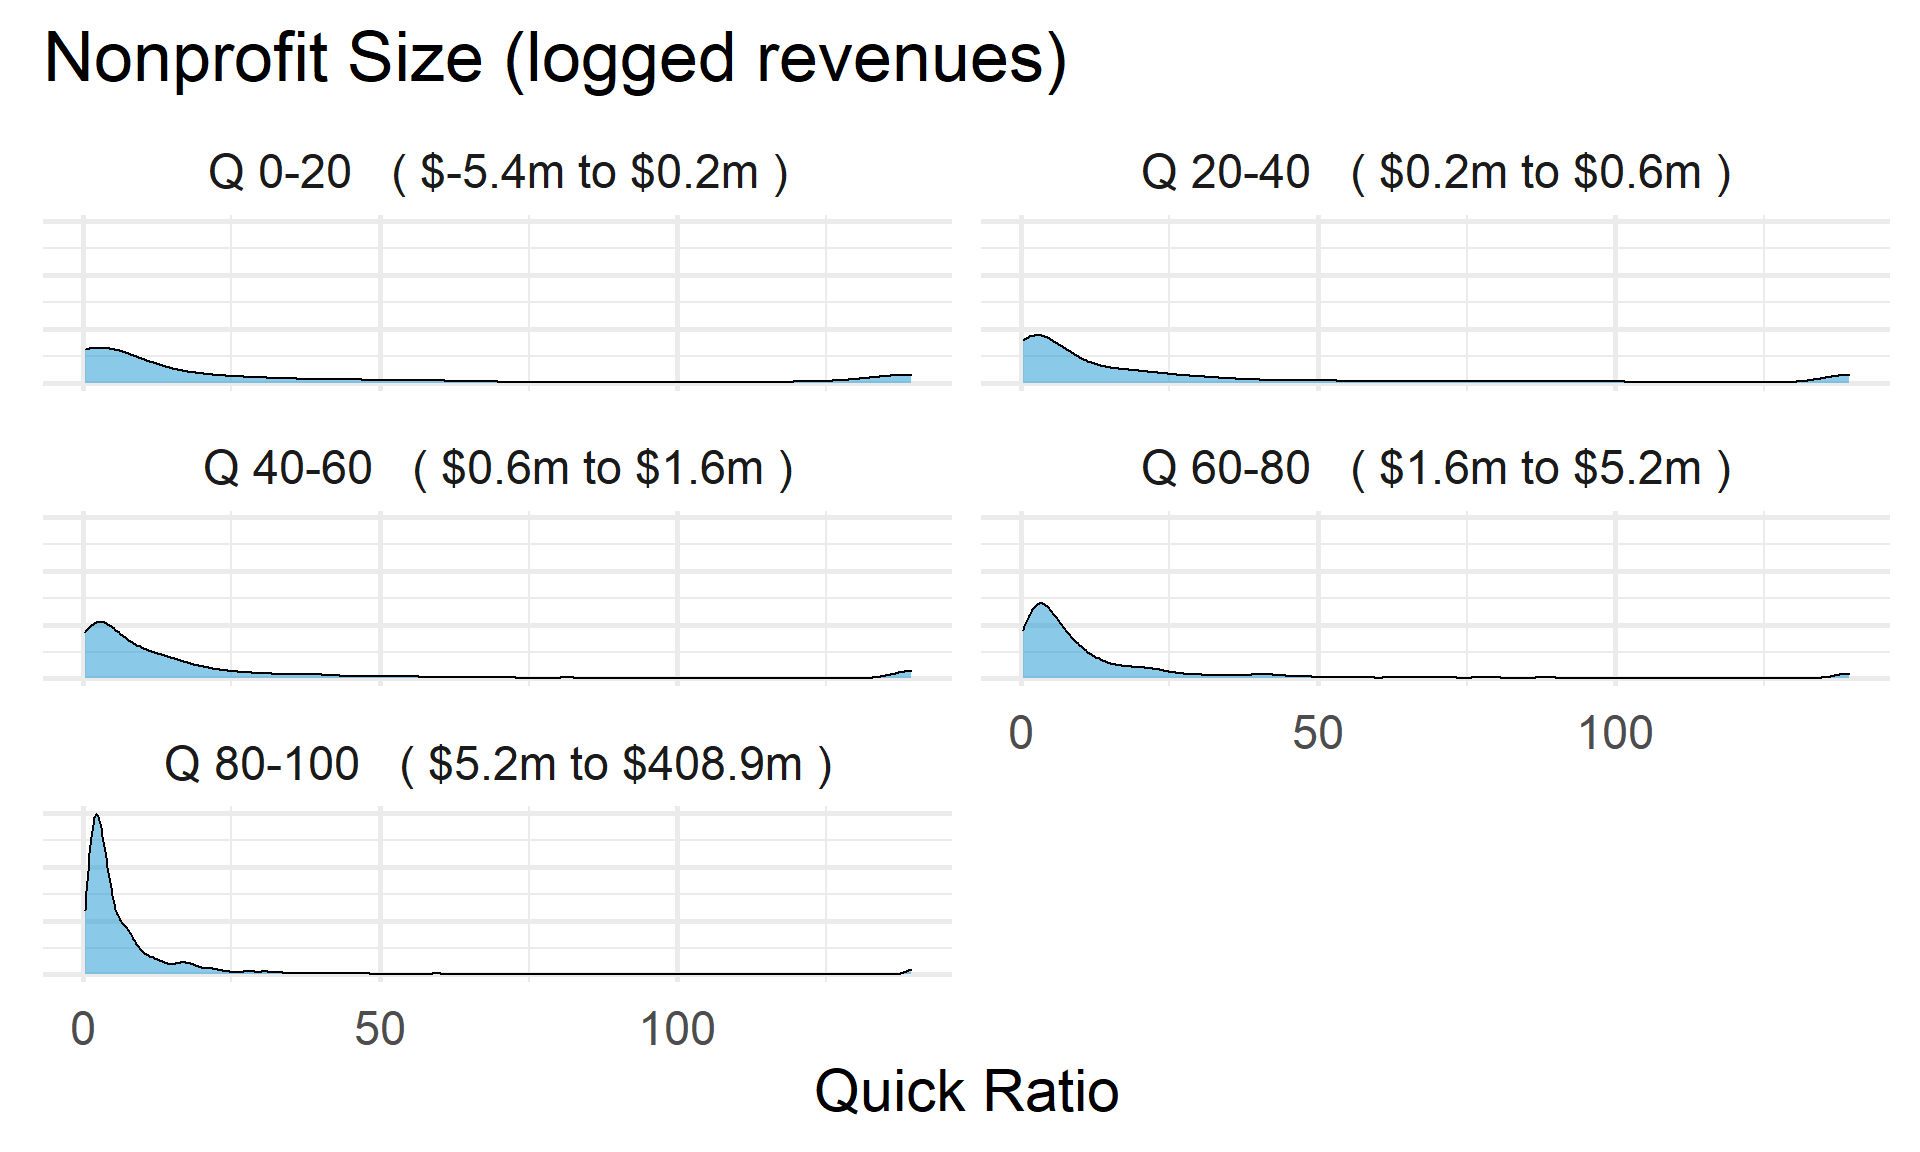 Nonprofit Size (logged revenues)
Q 0-20 ( $-5.4m to $0.2m )
Q 20-40 ( $0.2m to $0.6m )
Q 40-60 ( $0.6m to $1.6m )
Q 60-80 ( $1.6m to $5.2m )
0 50 100
Q 80-100 ( $5.2m to $408.9m )
0 50 100
Quick Ratio